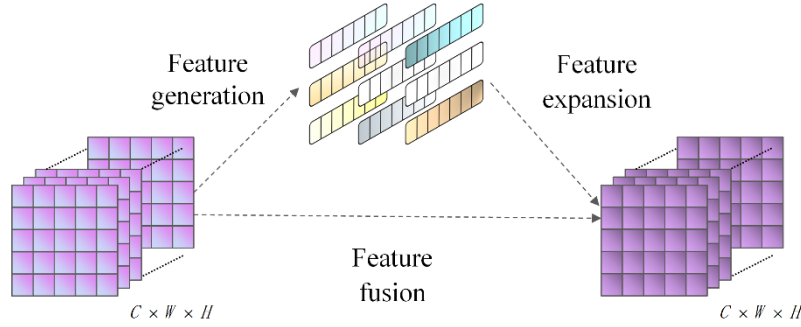 Feature
generation
Feature
expansion
Feature
fusion
C × W × H
C × W × H